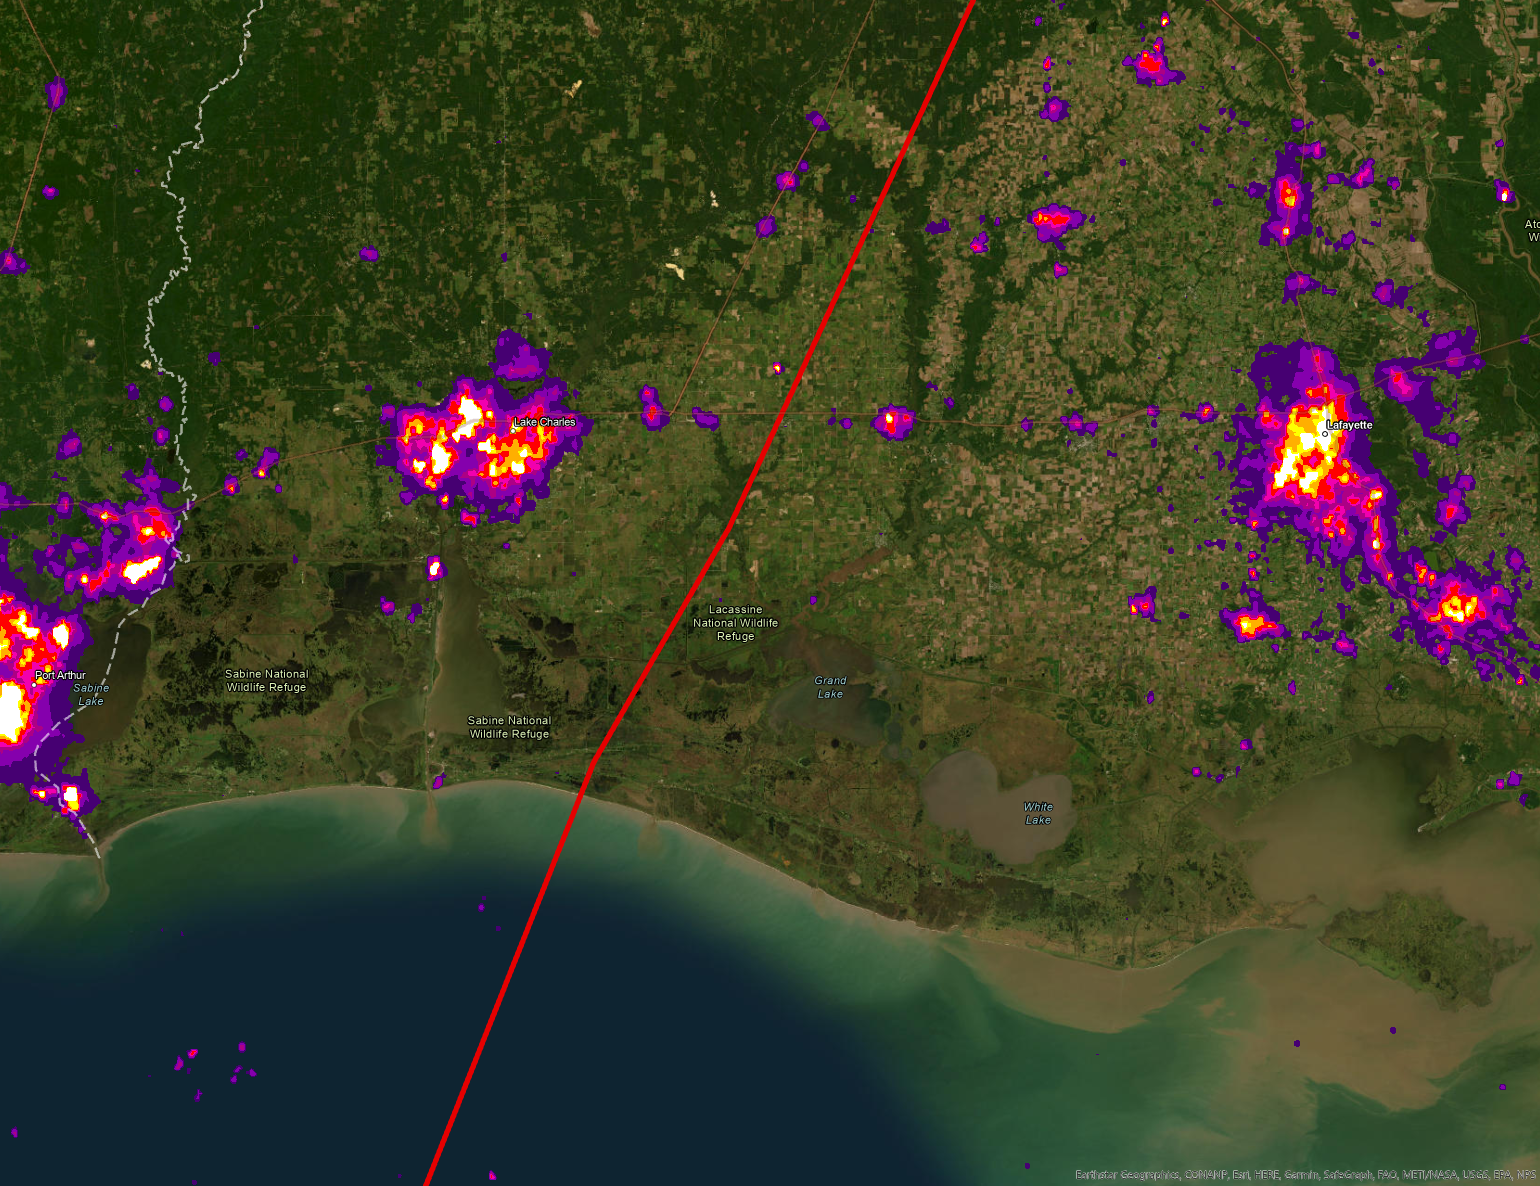 Ato
W
Lake Charles
Lafayette
Lacassine
National Wildlife
Refuge
Port Arthur
Sabine
Lake
Sabine National
Wildlife Refuge
Grand
Lake
Sabine National
Wildlife Refuge
White
Lake
Earthstar Geographics, CONANP, Esri, HERE, Garmin, SafeGraph, FAO, METI/NASA, USGS, EPA, NPS